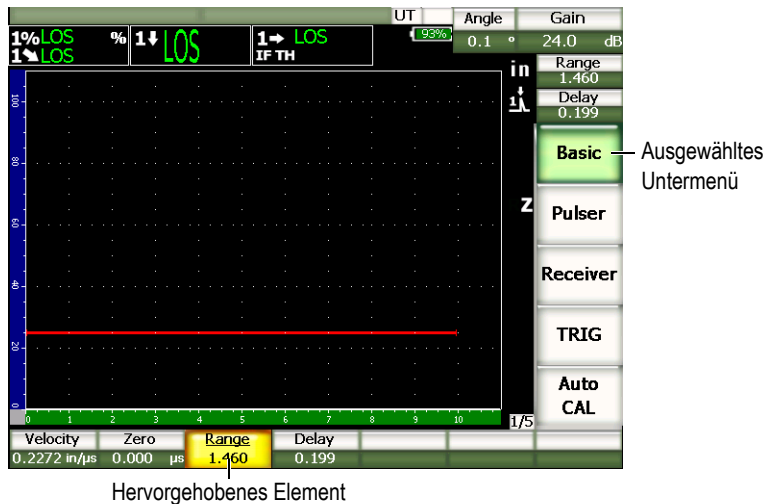 UT
Angle Gain
0.1 ° 24.0 dB
93%
1% LOS %
1 LOS
1 LOS
1 LOS
IF TH
in
Range
1.460
1
Delay
0.199
Basic
Ausgewähltes
Untermenü
Z
Pulser
Receiver
TRIG
Auto
CAL
100
80
60
40
20
0
0 1 2 3 4 5 6 7 8 9 10
1/5
Velocity Zero Range Delay
0.2272 in/µs 0.000 µs 1.460 0.199
Hervorgehobenes Element